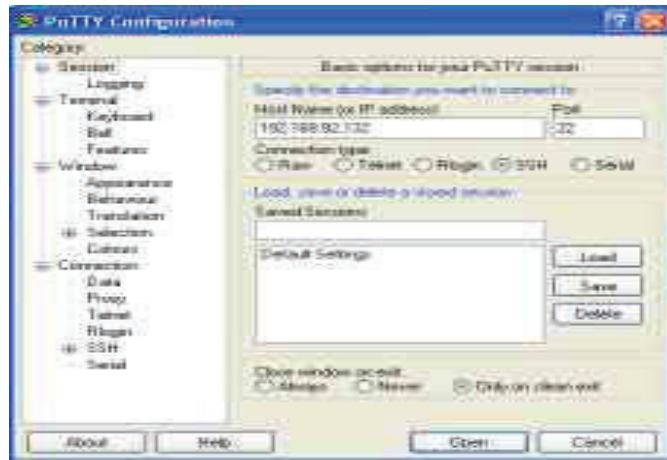 PuTTY Configuration
Category:
Session
Logging
Terminal
Keyboard
Bell
Features
Window
Appearance
Behaviour
Translation
Selection
Colours
Connection
Data
Proxy
Telnet
Rlogin
SSH
Serial
Basic options for your PuTTY session
Specify the destination you want to connect to
Host Name (or IP address) Port
192.168.92.132 22
Connection type:
Raw Telnet Rlogin SSH Serial
Load, save or delete a stored session
Saved Sessions
Default Settings
Load
Save
Delete
Close window on exit:
Always Never Only on clean exit
About Help Open Cancel